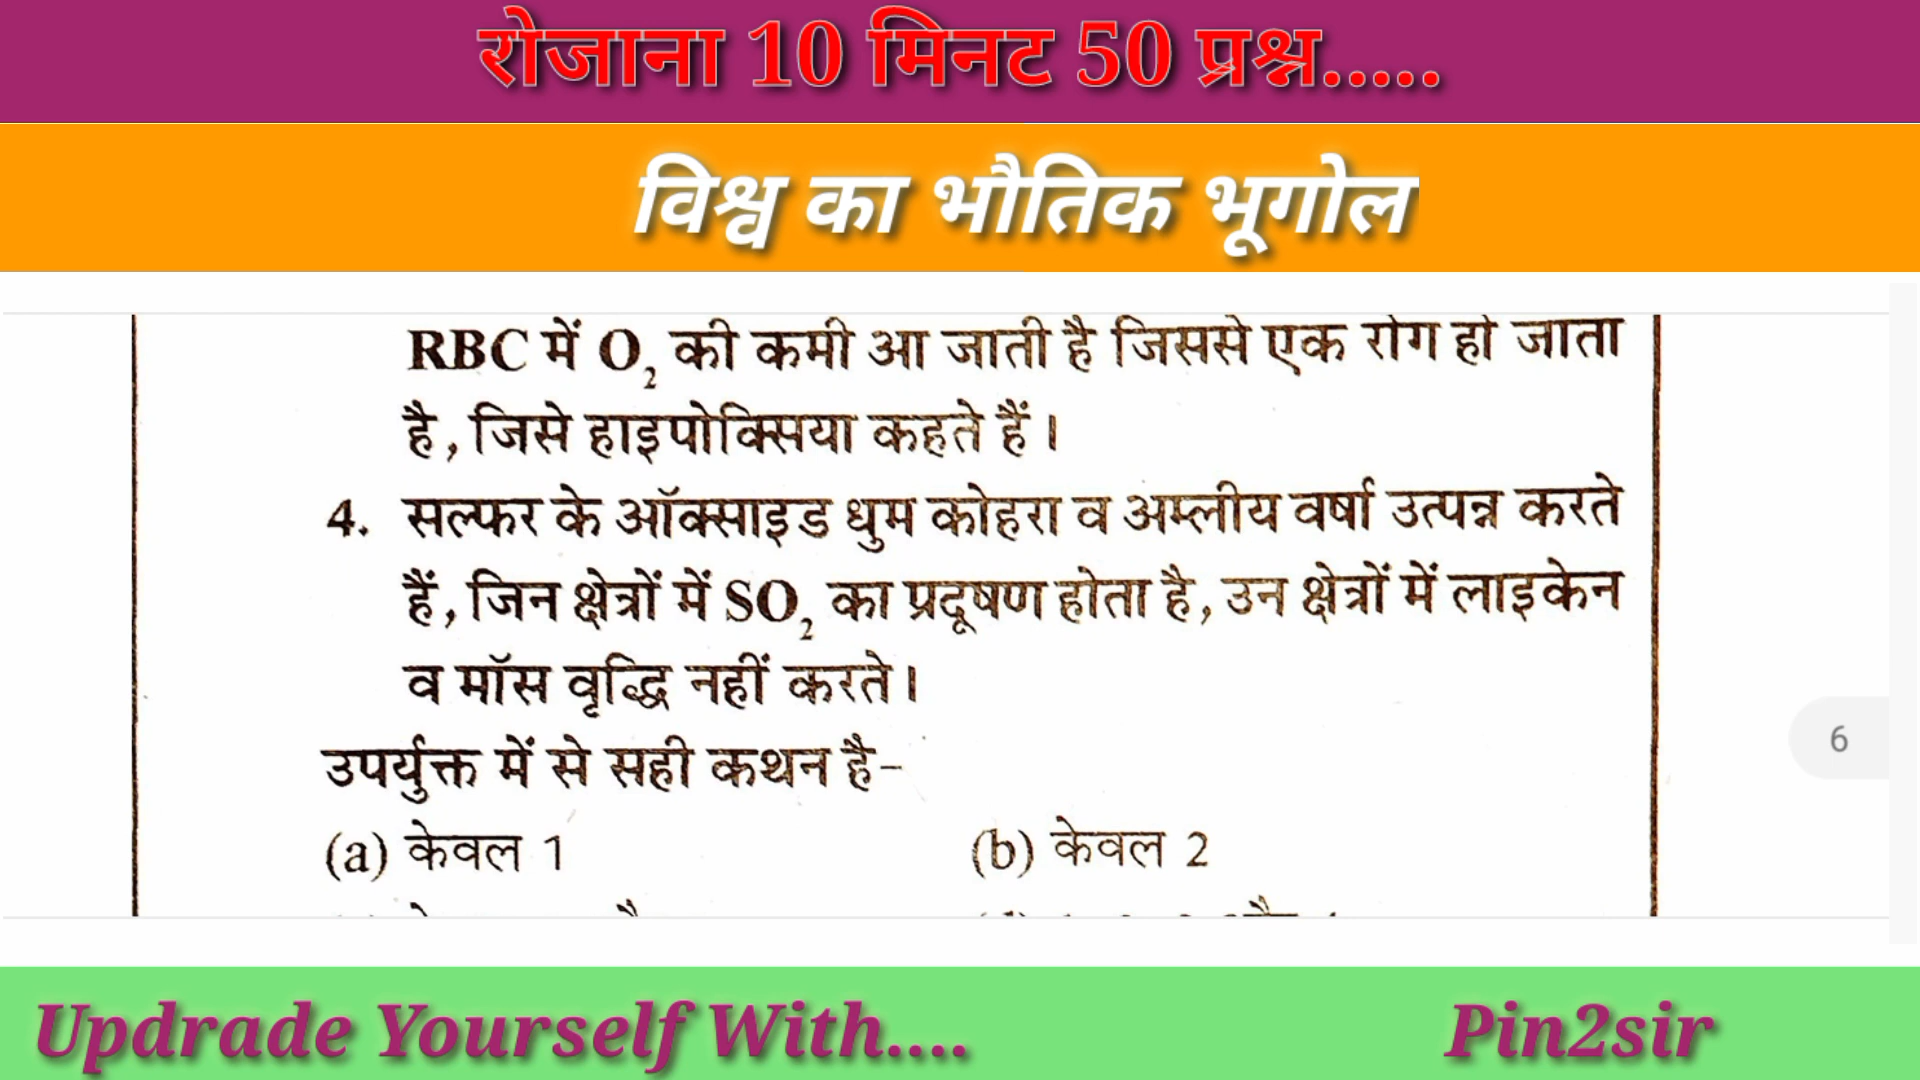 रोजाना 10 मिनट 50 प्रश्न.....
विश्व का भौतिक भूगोल
RBC में O₂ की कमी आ जाती है जिससे एक रोग हो जाता
है, जिसे हाइपोक्सिया कहते हैं।
4. सल्फर के ऑक्साइड धुम कोहरा व अम्लीय वर्षा उत्पन्न करते
हैं, जिन क्षेत्रों में SO₂ का प्रदूषण होता है, उन क्षेत्रों में लाइकेन
व मॉस वृद्धि नहीं करते।
6
उपर्युक्त में से सही कथन है-
(a) केवल 1 (b) केवल 2
Updrade Yourself With.... Pin2sir